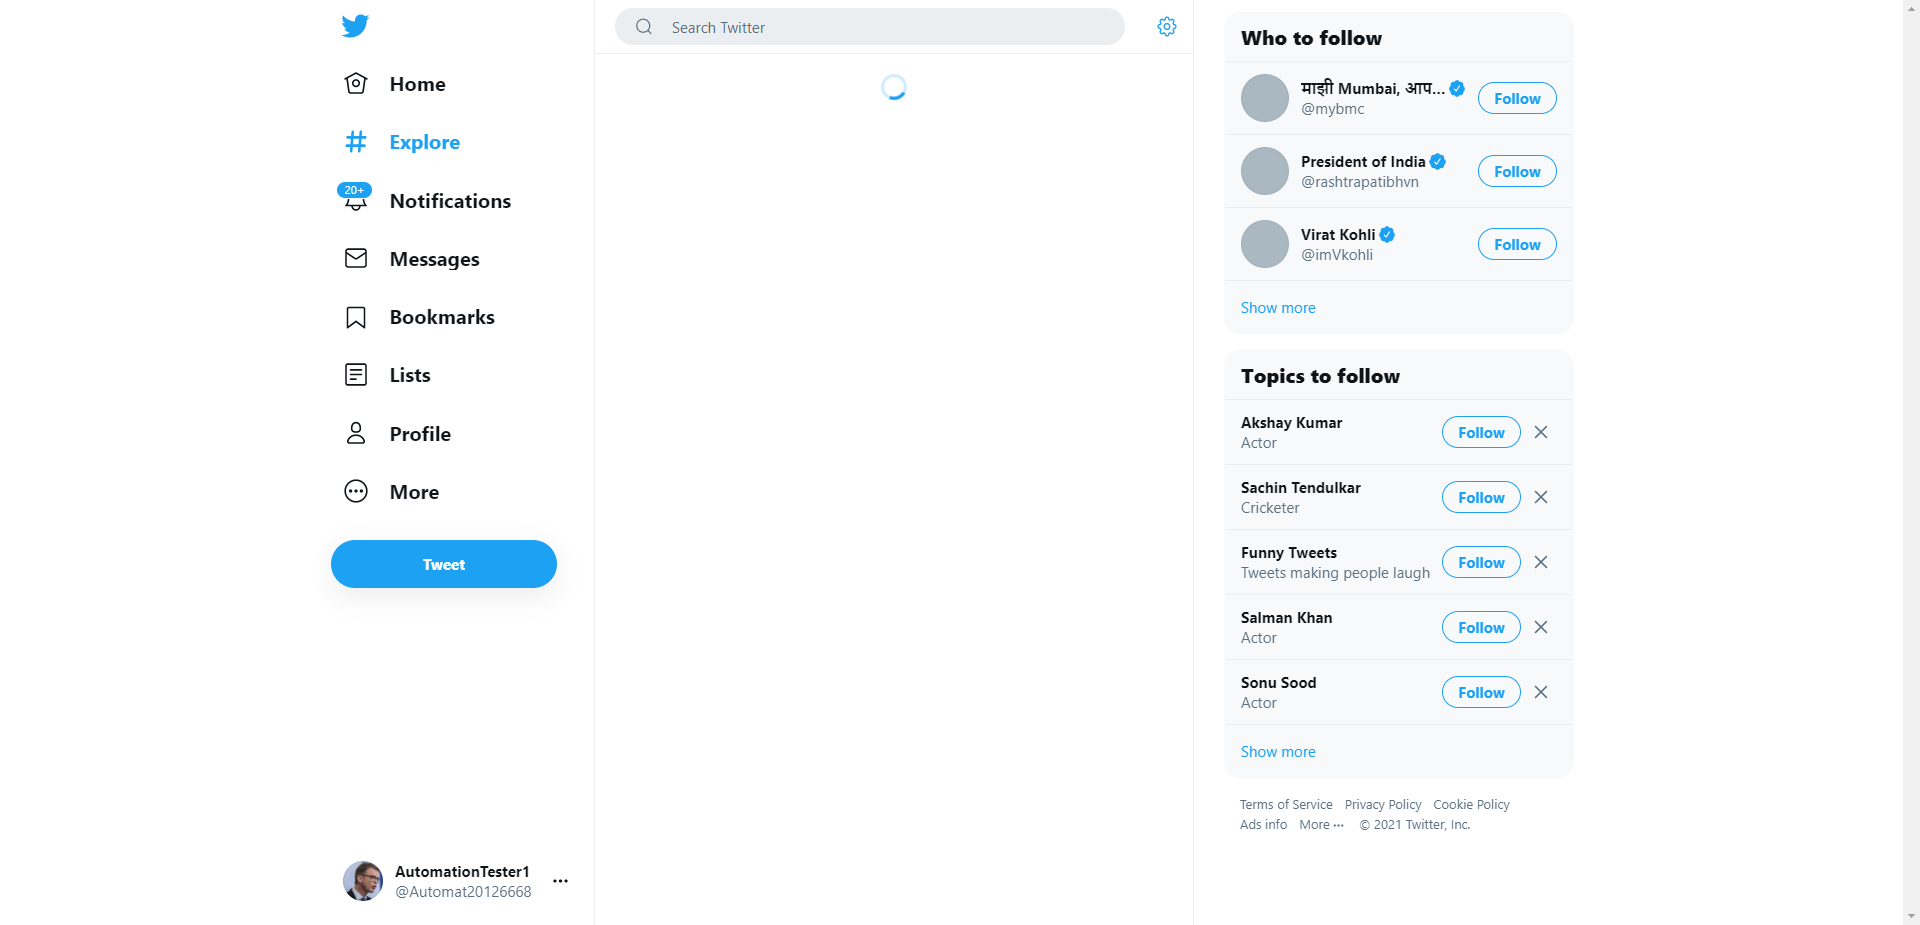 Home
Explore
20+
Notifications
Messages
Bookmarks
Lists
Profile
More
Tweet
AutomationTester1
@Automat20126668
Search Twitter
Who to follow
माझी Mumbai, आप...
@mybmc
Follow
President of India
@rashtrapatibhvn
Follow
Virat Kohli
@imVkohli
Follow
Show more
Topics to follow
Akshay Kumar
Actor
Follow
Sachin Tendulkar
Cricketer
Follow
Funny Tweets
Tweets making people laugh
Follow
Salman Khan
Actor
Follow
Sonu Sood
Actor
Follow
Show more
Terms of Service Privacy Policy Cookie Policy
Ads info More ··· © 2021 Twitter, Inc.